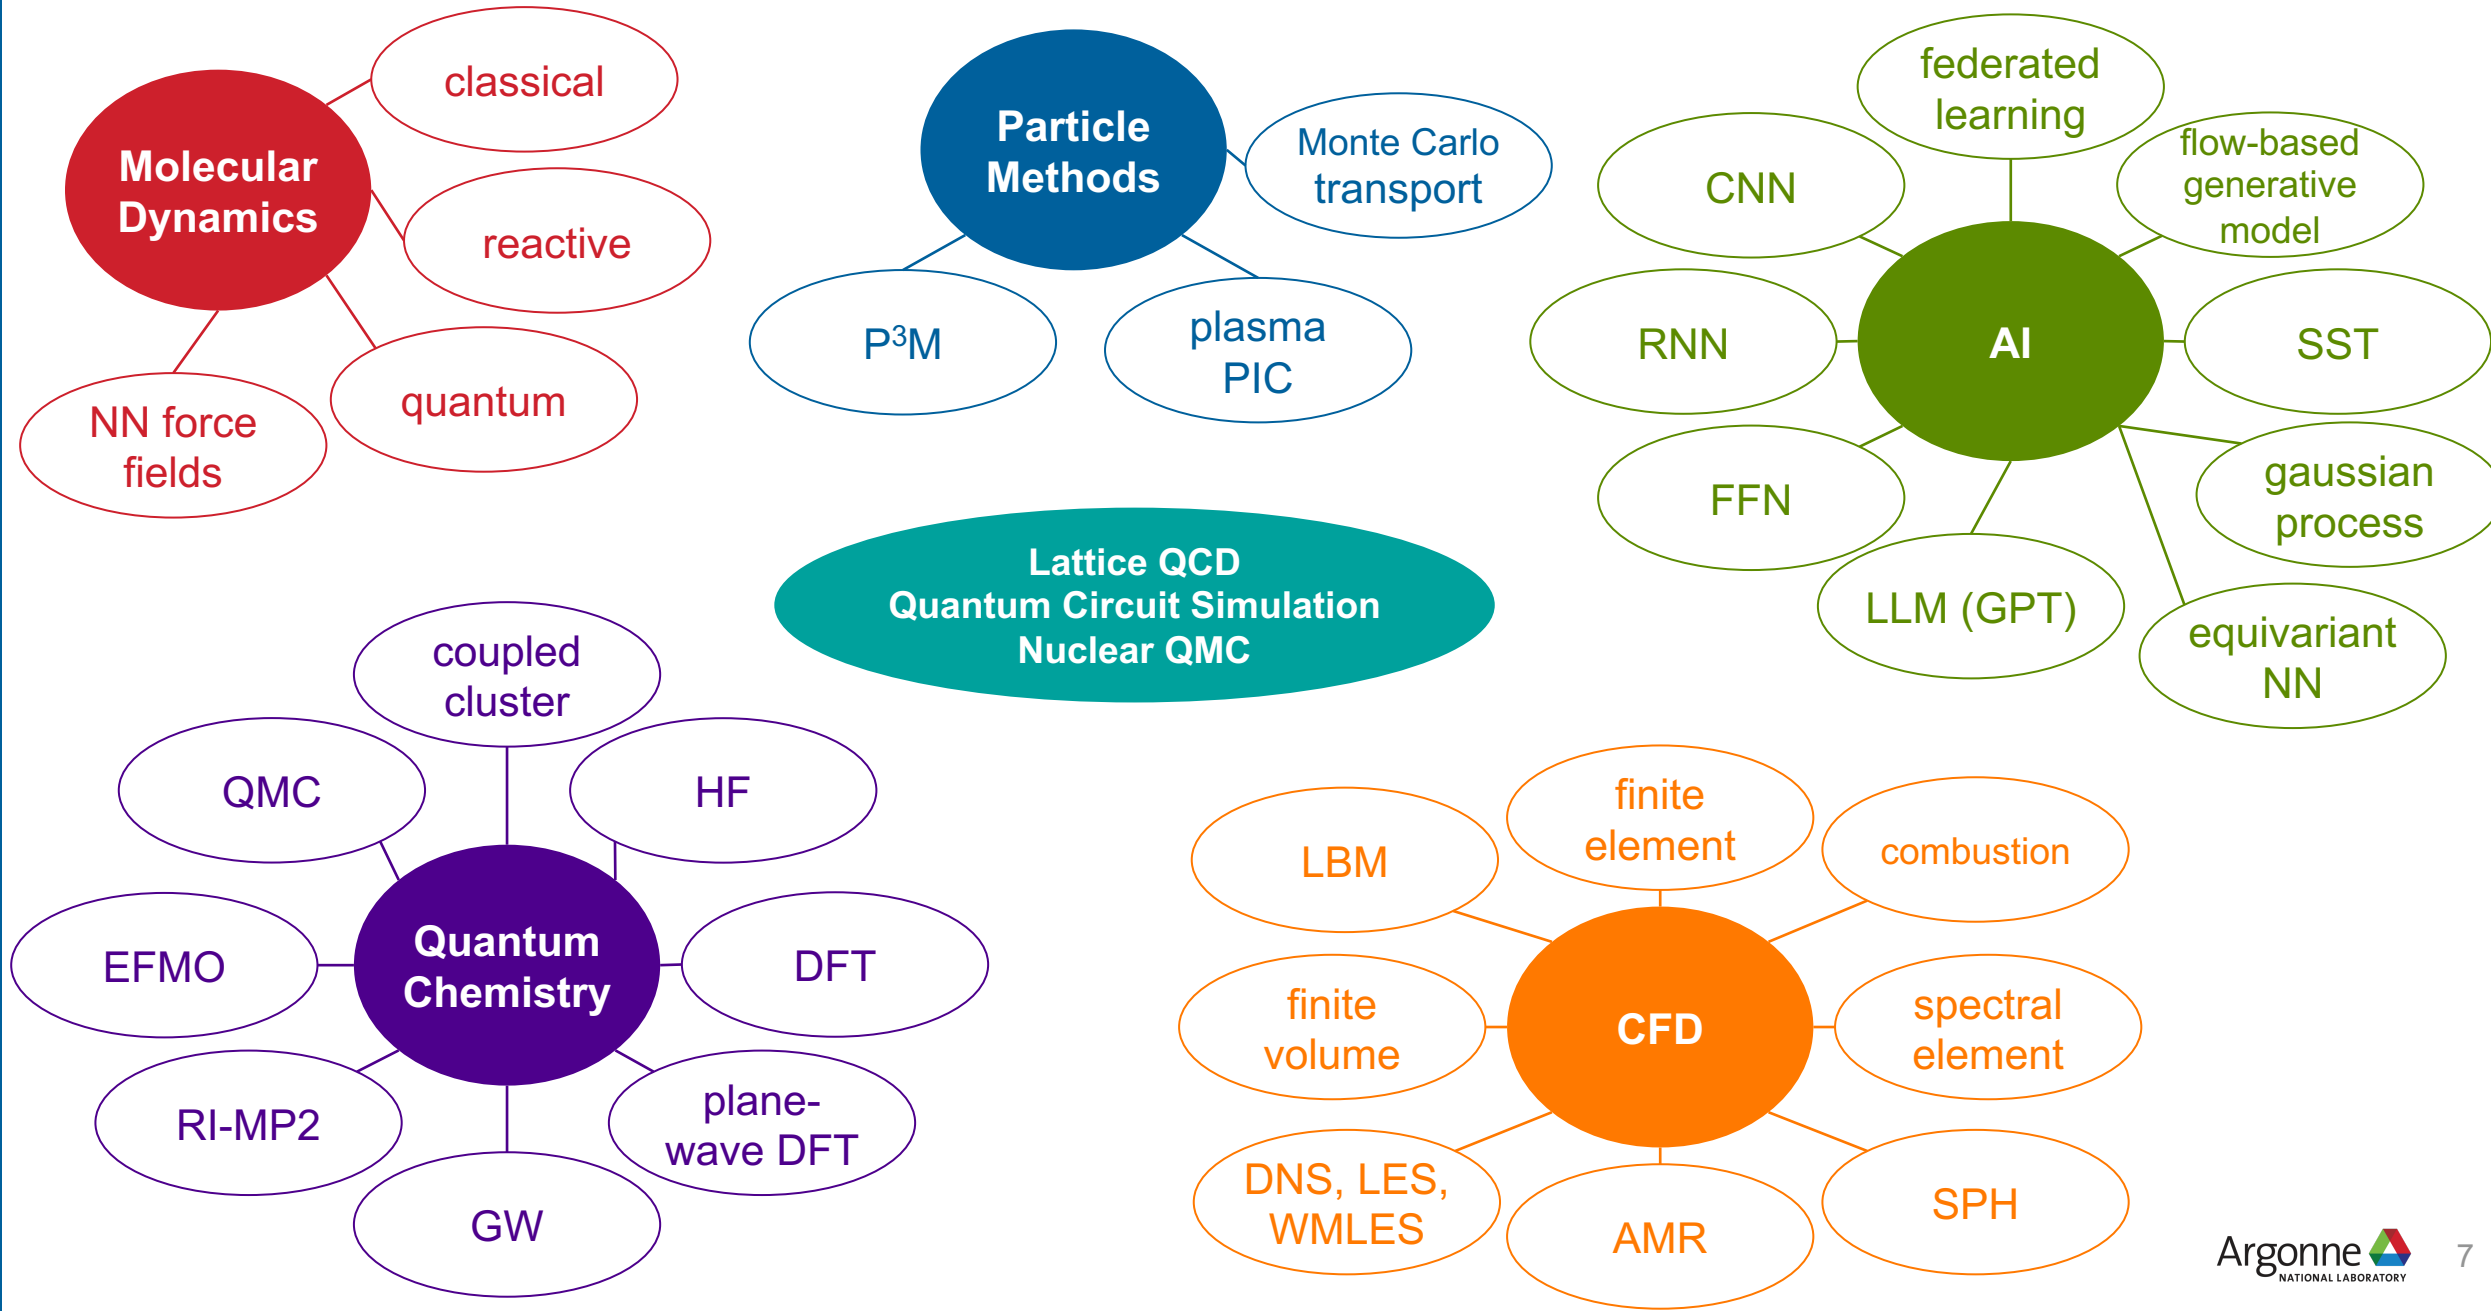 Molecular
Dynamics
classical
reactive
quantum
NN force
fields
Particle
Methods
Monte Carlo
transport
P³M
plasma
PIC
AI
federated
learning
flow-based
generative
model
CNN
RNN
SST
FFN
gaussian
process
LLM (GPT)
equivariant
NN
Lattice QCD
Quantum Circuit Simulation
Nuclear QMC
Quantum
Chemistry
coupled
cluster
QMC
HF
EFMO
DFT
RI-MP2
plane-
wave DFT
GW
CFD
finite
element
LBM
combustion
finite
volume
spectral
element
DNS, LES,
WMLES
AMR
SPH
Argonne
NATIONAL LABORATORY
7